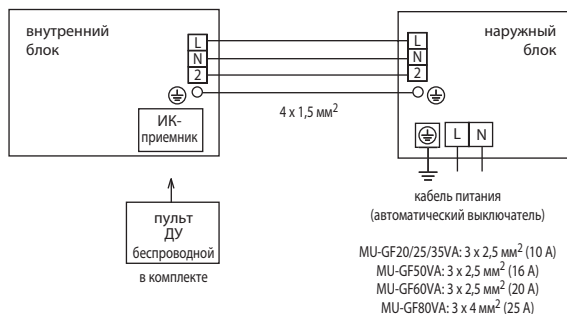 внутренний
блок
L
N
2
ИК-
приемник
пульт
ДУ
беспроводной
в комплекте
4 x 1,5 мм²
наружный
блок
L
N
2
L N
кабель питания
(автоматический выключатель)
MU-GF20/25/35VA: 3 x 2,5 мм² (10 А)
MU-GF50VA: 3 x 2,5 мм² (16 А)
MU-GF60VA: 3 x 2,5 мм² (20 А)
MU-GF80VA: 3 x 4 мм² (25 А)